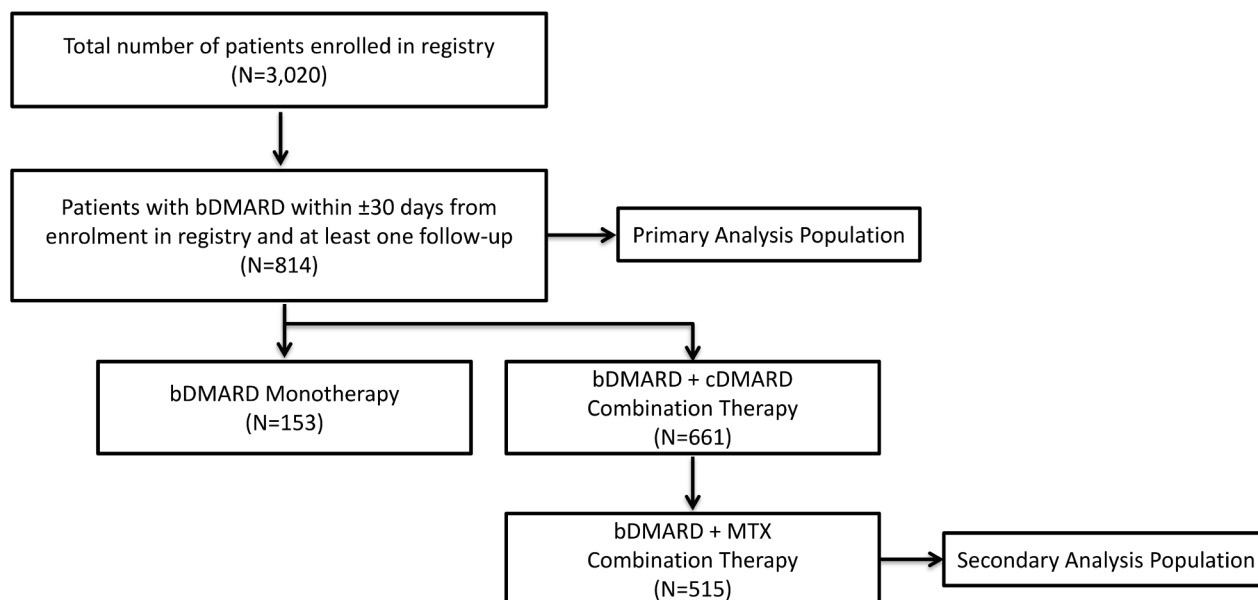 Total number of patients enrolled in registry
(N=3,020)
Patients with bDMARD within ±30 days from
enrolment in registry and at least one follow-up
(N=814)
Primary Analysis Population
bDMARD Monotherapy
(N=153)
bDMARD + cDMARD
Combination Therapy
(N=661)
bDMARD + MTX
Combination Therapy
(N=515)
Secondary Analysis Population